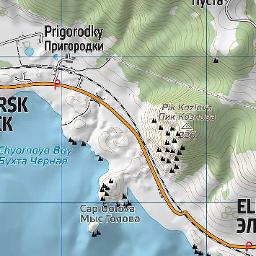 Пуста
Prigorodky
Пригородки
Pik Kozlova
Пик Козлова
RSK
СК
Chyornaya Bay
Бухта Черная
Cap Golova
Мыс Голова
EL
ЭЛ